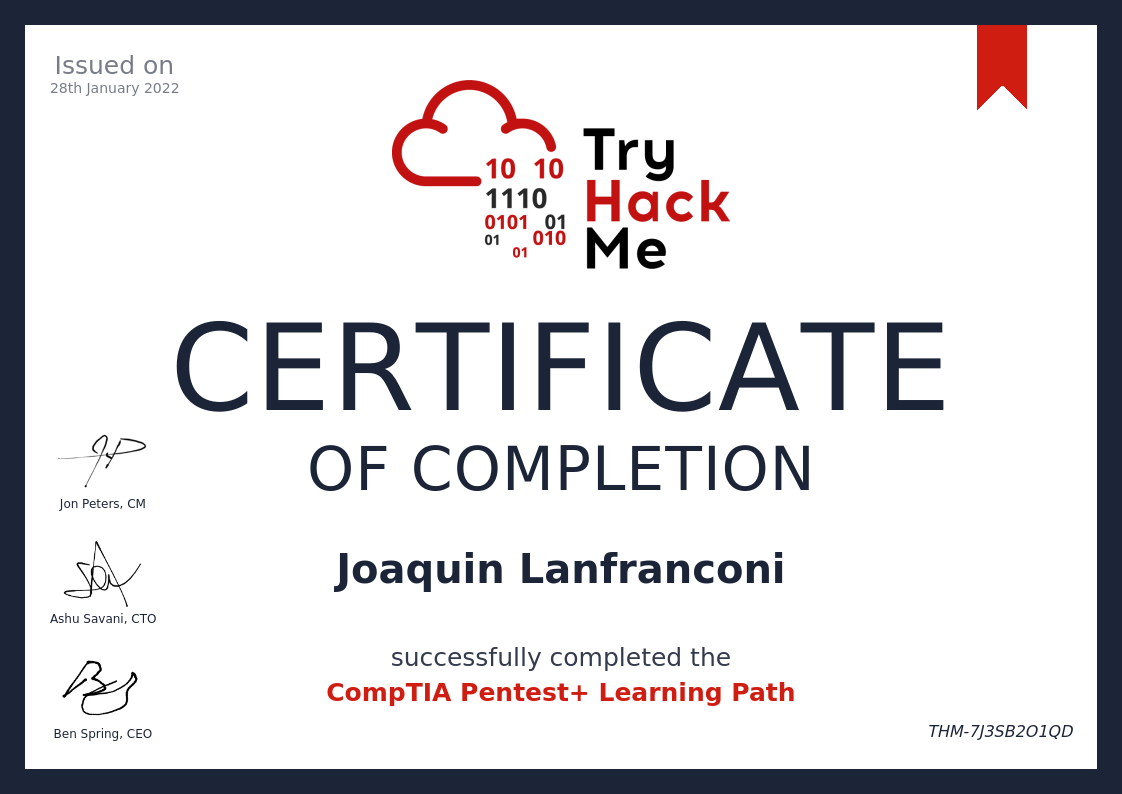 Issued on
28th January 2022
10 10
1110
0101 01
01 010
01
Try
Hack
Me
CERTIFICATE
OF COMPLETION
Jon Peters, CM
Joaquin Lanfranconi
Ashu Savani, CTO
successfully completed the
CompTIA Pentest+ Learning Path
Ben Spring, CEO
THM-7J3SB2O1QD